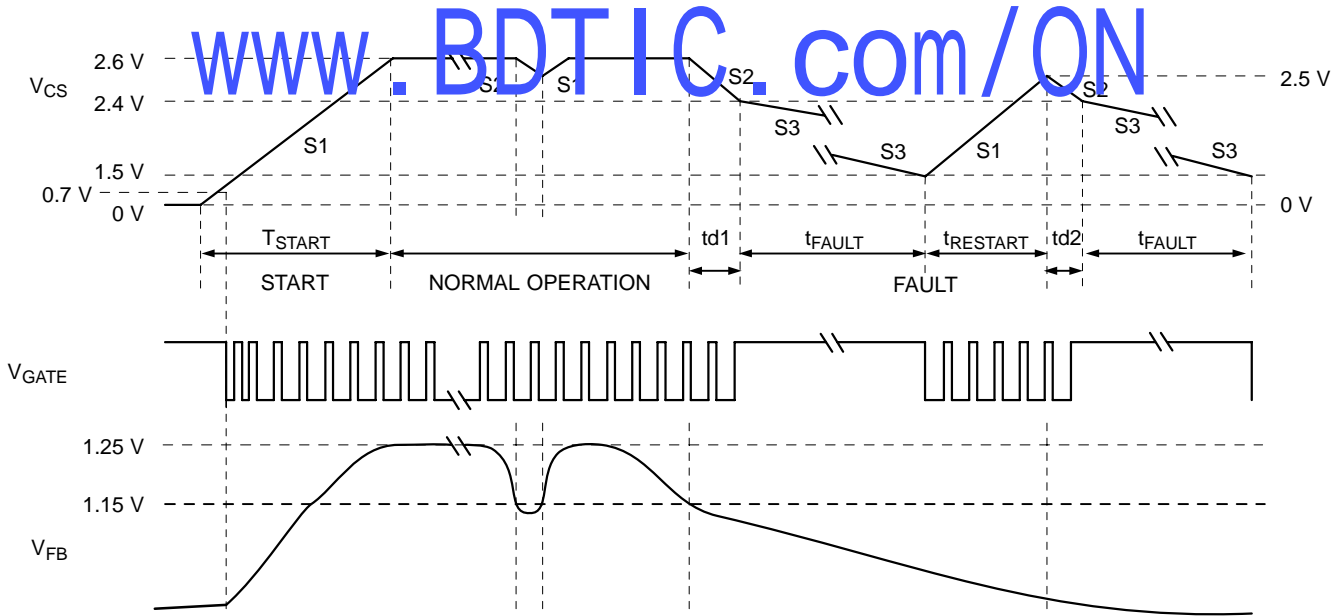 www.BDTIC.com/ON
2.6 V
VCS
S2
S1
S2
2.5 V
S2
2.4 V
S3
S3
S1
S3
S1
S3
1.5 V
0.7 V
0 V
0 V
TSTART
td1
tFAULT
tRESTART
td2
tFAULT
START
NORMAL OPERATION
FAULT
VGATE
1.25 V
1.15 V
VFB